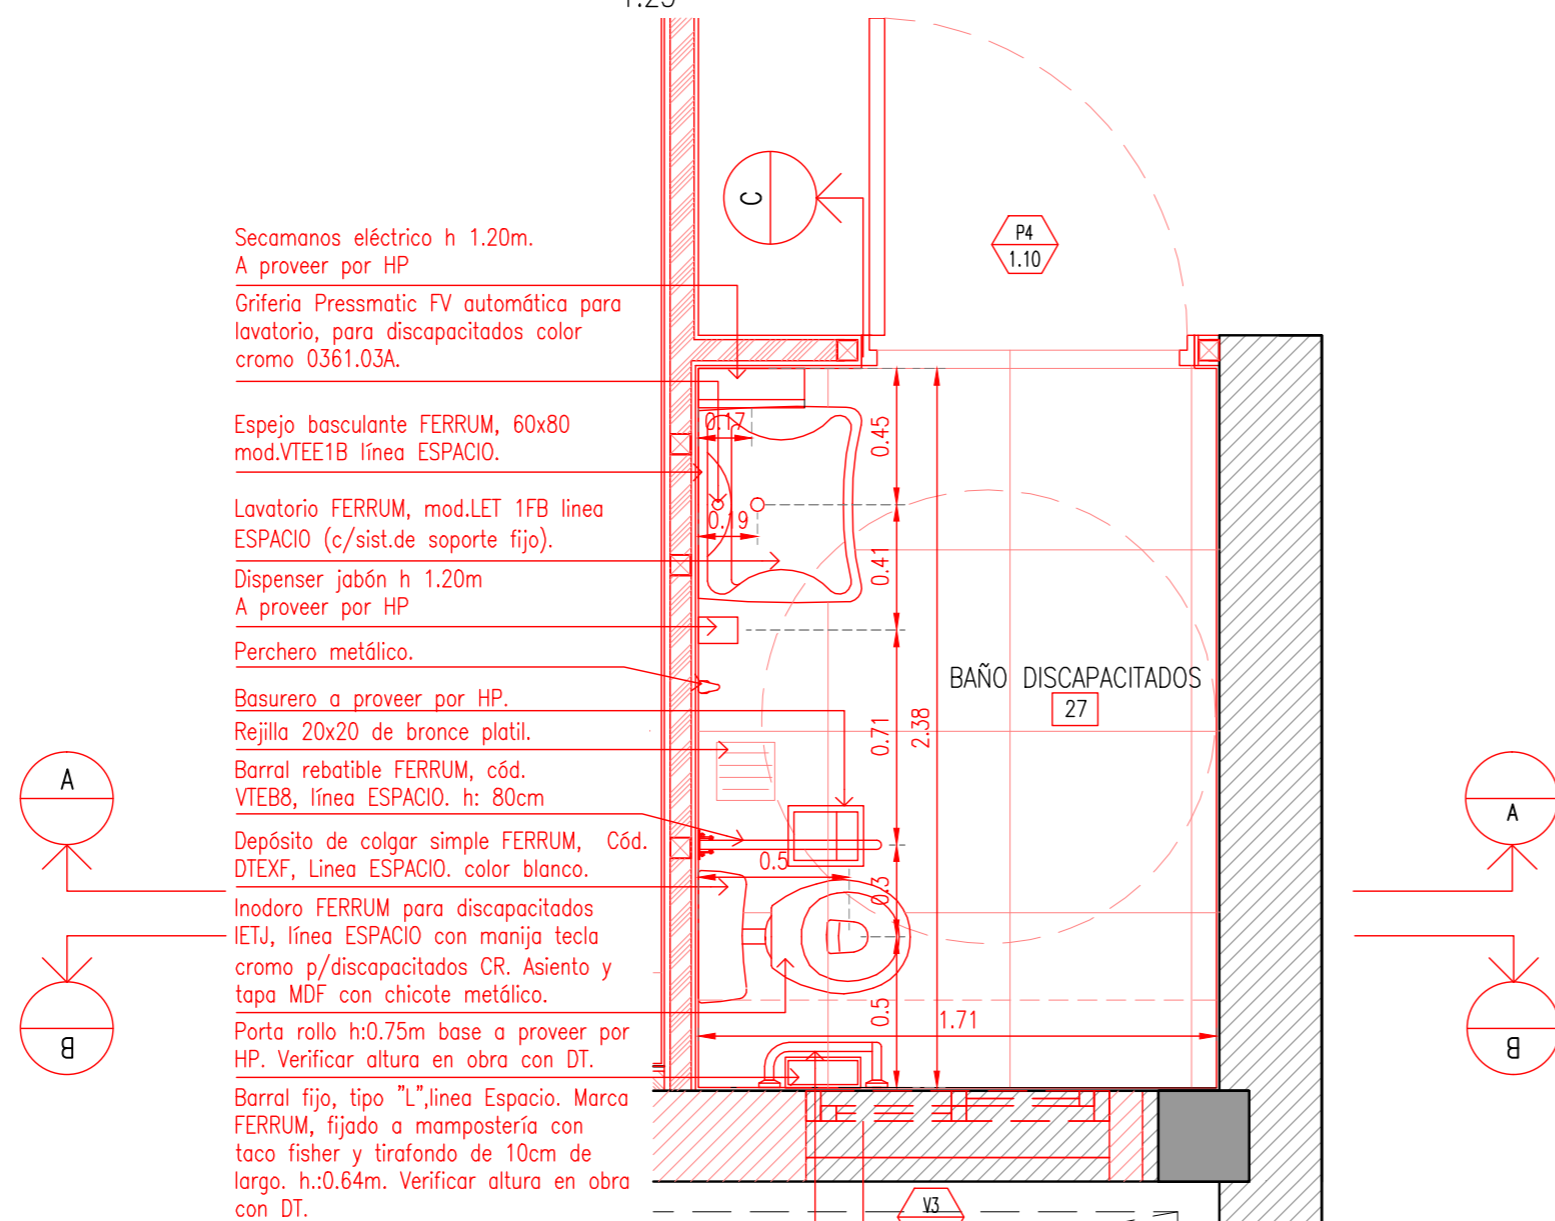 Secamanos eléctrico h 1.20m.
A proveer por HP
Griferia Pressmatic FV automática para
lavatorio, para discapacitados color
cromo 0361.03A.
Espejo basculante FERRUM, 60x80
mod.VTEE1B línea ESPACIO.
Lavatorio FERRUM, mod.LET 1FB linea
ESPACIO (c/sist.de soporte fijo).
Dispenser jabón h 1.20m
A proveer por HP
Perchero metálico.
Basurero a proveer por HP.
Rejilla 20x20 de bronce platil.
Barral rebatible FERRUM, cód.
VTEB8, línea ESPACIO. h: 80cm
Depósito de colgar simple FERRUM, Cód.
DTEXF, Linea ESPACIO. color blanco.
Inodoro FERRUM para discapacitados
IETJ, línea ESPACIO con manija tecla
cromo p/discapacitados CR. Asiento y
tapa MDF con chicote metálico.
Porta rollo h:0.75m base a proveer por
HP. Verificar altura en obra con DT.
Barral fijo, tipo "L",linea Espacio. Marca
FERRUM, fijado a mampostería con
taco fisher y tirafondo de 10cm de
largo. h.:0.64m. Verificar altura en obra
con DT.
A
B
C
P4
1.10
0.17
0.45
0.19
0.41
BAÑO DISCAPACITADOS
27
0.71
2.38
0.5
0.3
0.5
1.71
V3
A
B